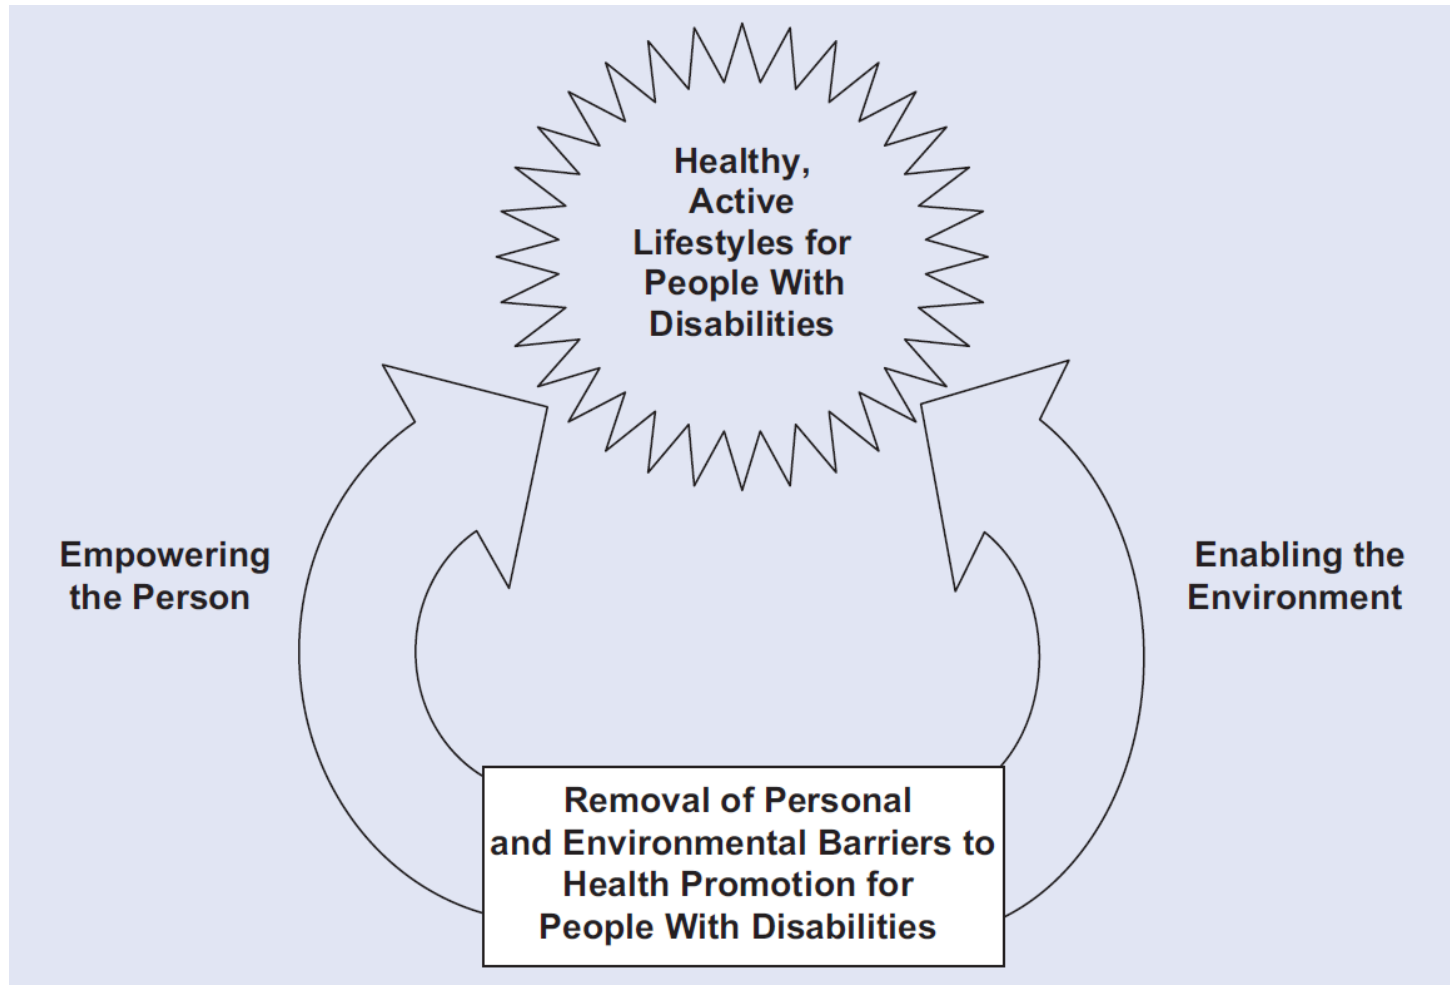 Healthy,
Active
Lifestyles for
People With
Disabilities
Empowering
the Person
Enabling the
Environment
Removal of Personal
and Environmental Barriers to
Health Promotion for
People With Disabilities